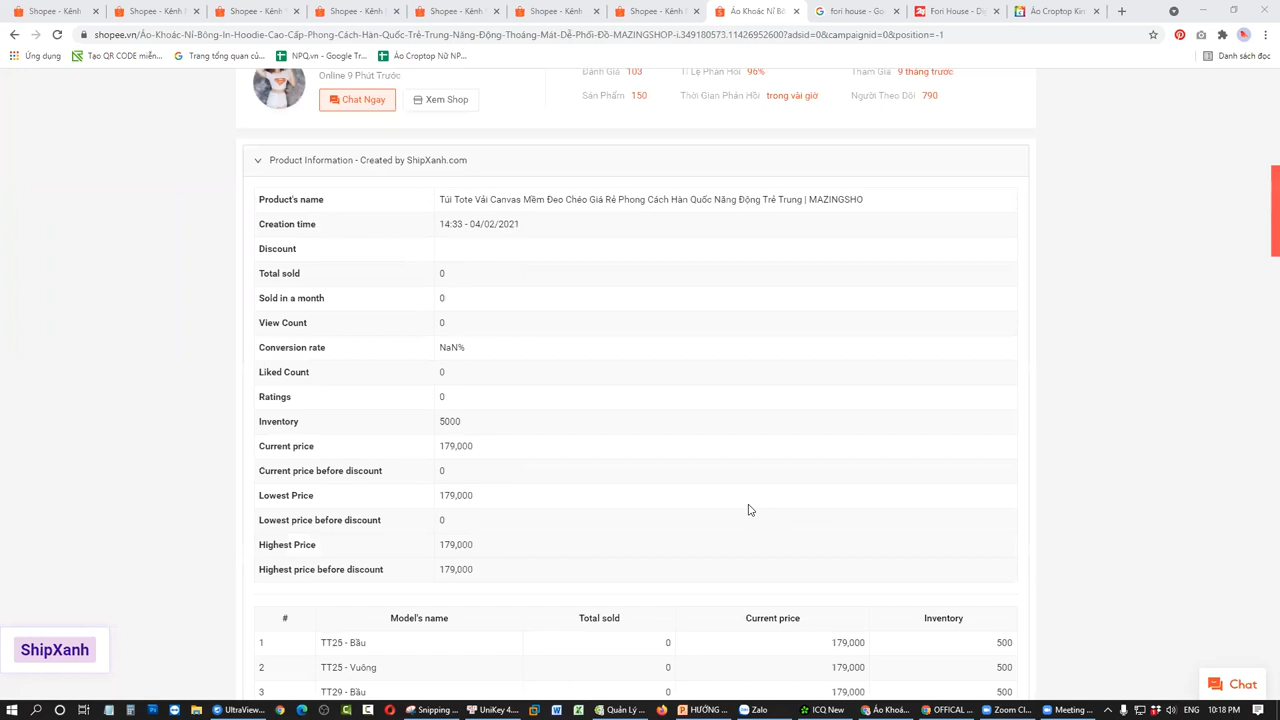 Shopee - Kênh
Shopee - Kênh
Shopee - Kênh
Shopee - Kênh
Shopee - Kênh
Shopee - Kênh
Áo Khoác Nỉ B
fori house - Go
Fori House - Dị
Áo Croptop Kin
shopee.vn/Áo-Khoác-Nỉ-Bông-In-Hoodie-Cao-Cấp-Phong-Cách-Hàn-Quốc-Trẻ-Trung-Năng-Động-Thoáng-Mát-Dễ-Phối-Đồ-MAZINGSHOP-i.349180573.11426952600?adsid=0&campaignid=0&position=-1
Ứng dụng
Tạo QR CODE miễn...
Trang tổng quan củ...
NPQ.vn - Google Tr...
Áo Croptop Nữ NP...
Danh sách đọc
Online 9 Phút Trước
Chat Ngay
Xem Shop
Đánh Giá 103
Tỉ Lệ Phản Hồi 96%
Tham Gia 9 tháng trước
Sản Phẩm 150
Thời Gian Phản Hồi trong vài giờ
Người Theo Dõi 790
Product Information - Created by ShipXanh.com
Product's name Túi Tote Vải Canvas Mềm Đeo Chéo Giá Rẻ Phong Cách Hàn Quốc Năng Động Trẻ Trung | MAZINGSHO
Creation time 14:33 - 04/02/2021
Discount
Total sold 0
Sold in a month 0
View Count 0
Conversion rate NaN%
Liked Count 0
Ratings 0
Inventory 5000
Current price 179,000
Current price before discount 0
Lowest Price 179,000
Lowest price before discount 0
Highest Price 179,000
Highest price before discount 179,000
# Model's name Total sold Current price Inventory
1 TT25 - Bầu 0 179,000 500
2 TT25 - Vuông 0 179,000 500
3 TT29 - Bầu 0 179,000 500
ShipXanh
Chat
UltraView...
Snipping ...
UniKey 4...
Quản Lý ...
HƯỚNG ...
Zalo
ICQ New
Áo Khoá...
OFFICAL ...
Zoom Cl...
Meeting ...
10:18 PM